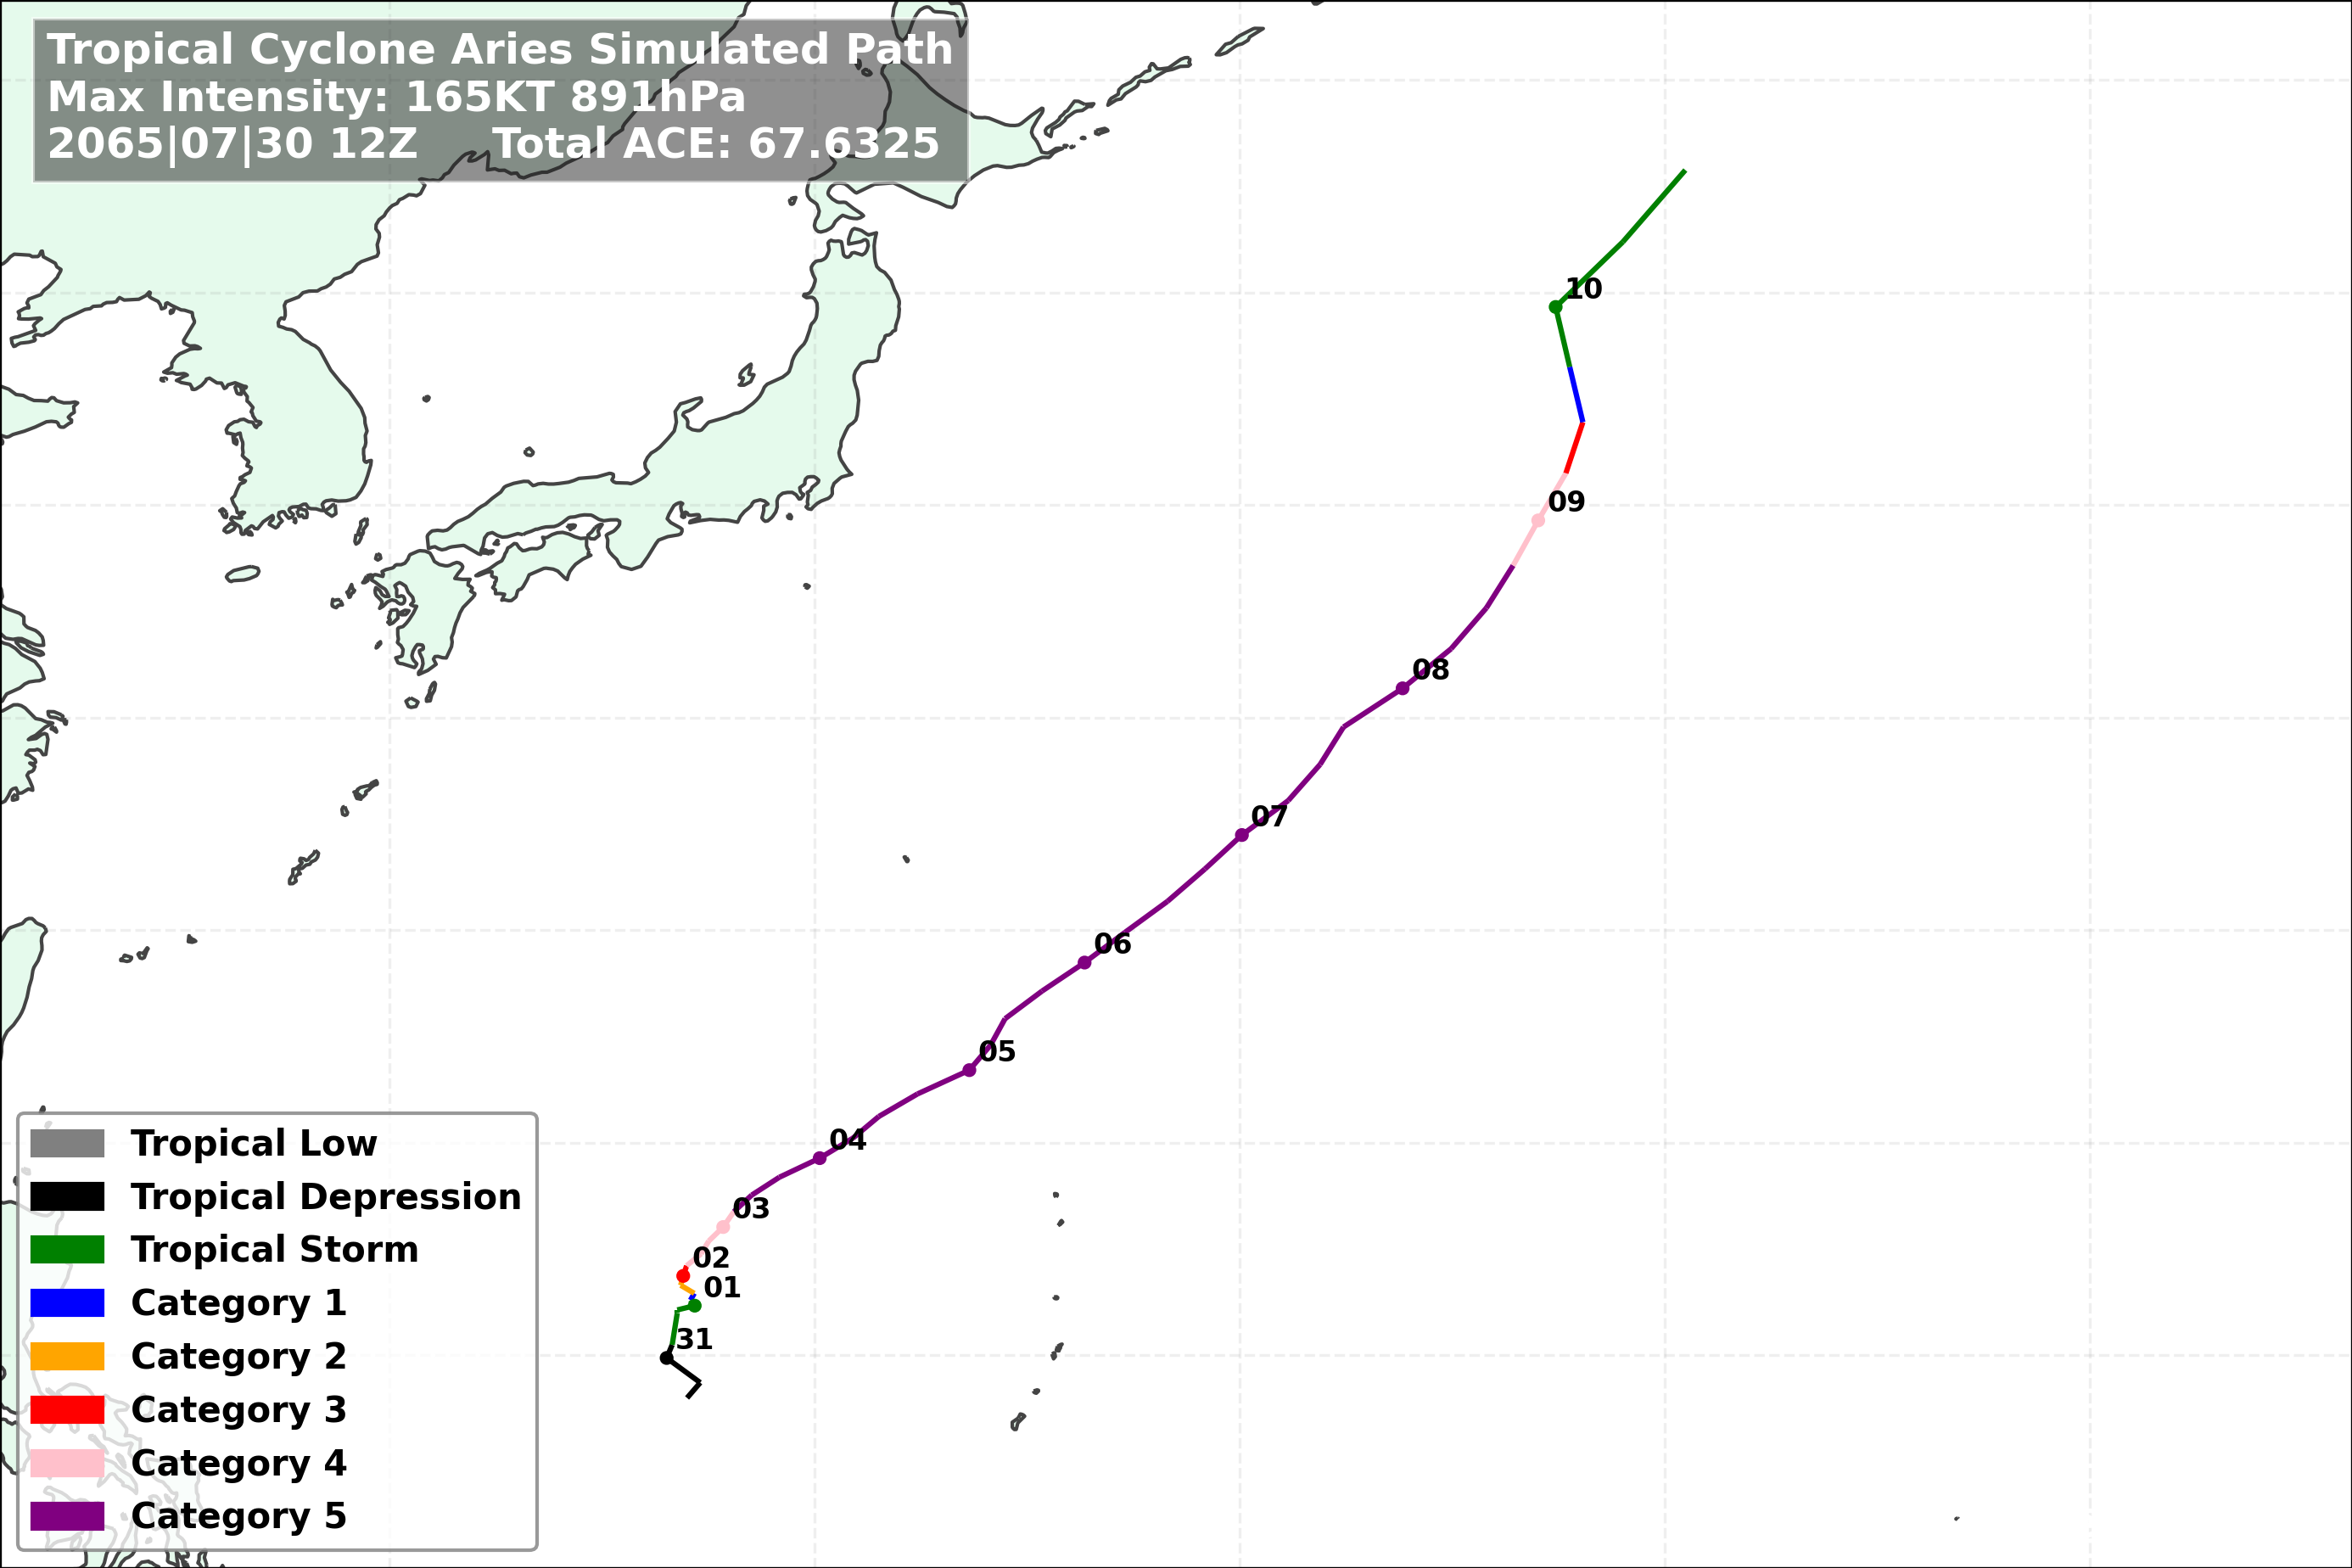 Tropical Cyclone Aries Simulated Path
Max Intensity: 165KT 891hPa
2065|07|30 12Z Total ACE: 67.6325
10
09
08
07
06
05
04
03
02
01
31
Tropical Low
Tropical Depression
Tropical Storm
Category 1
Category 2
Category 3
Category 4
Category 5